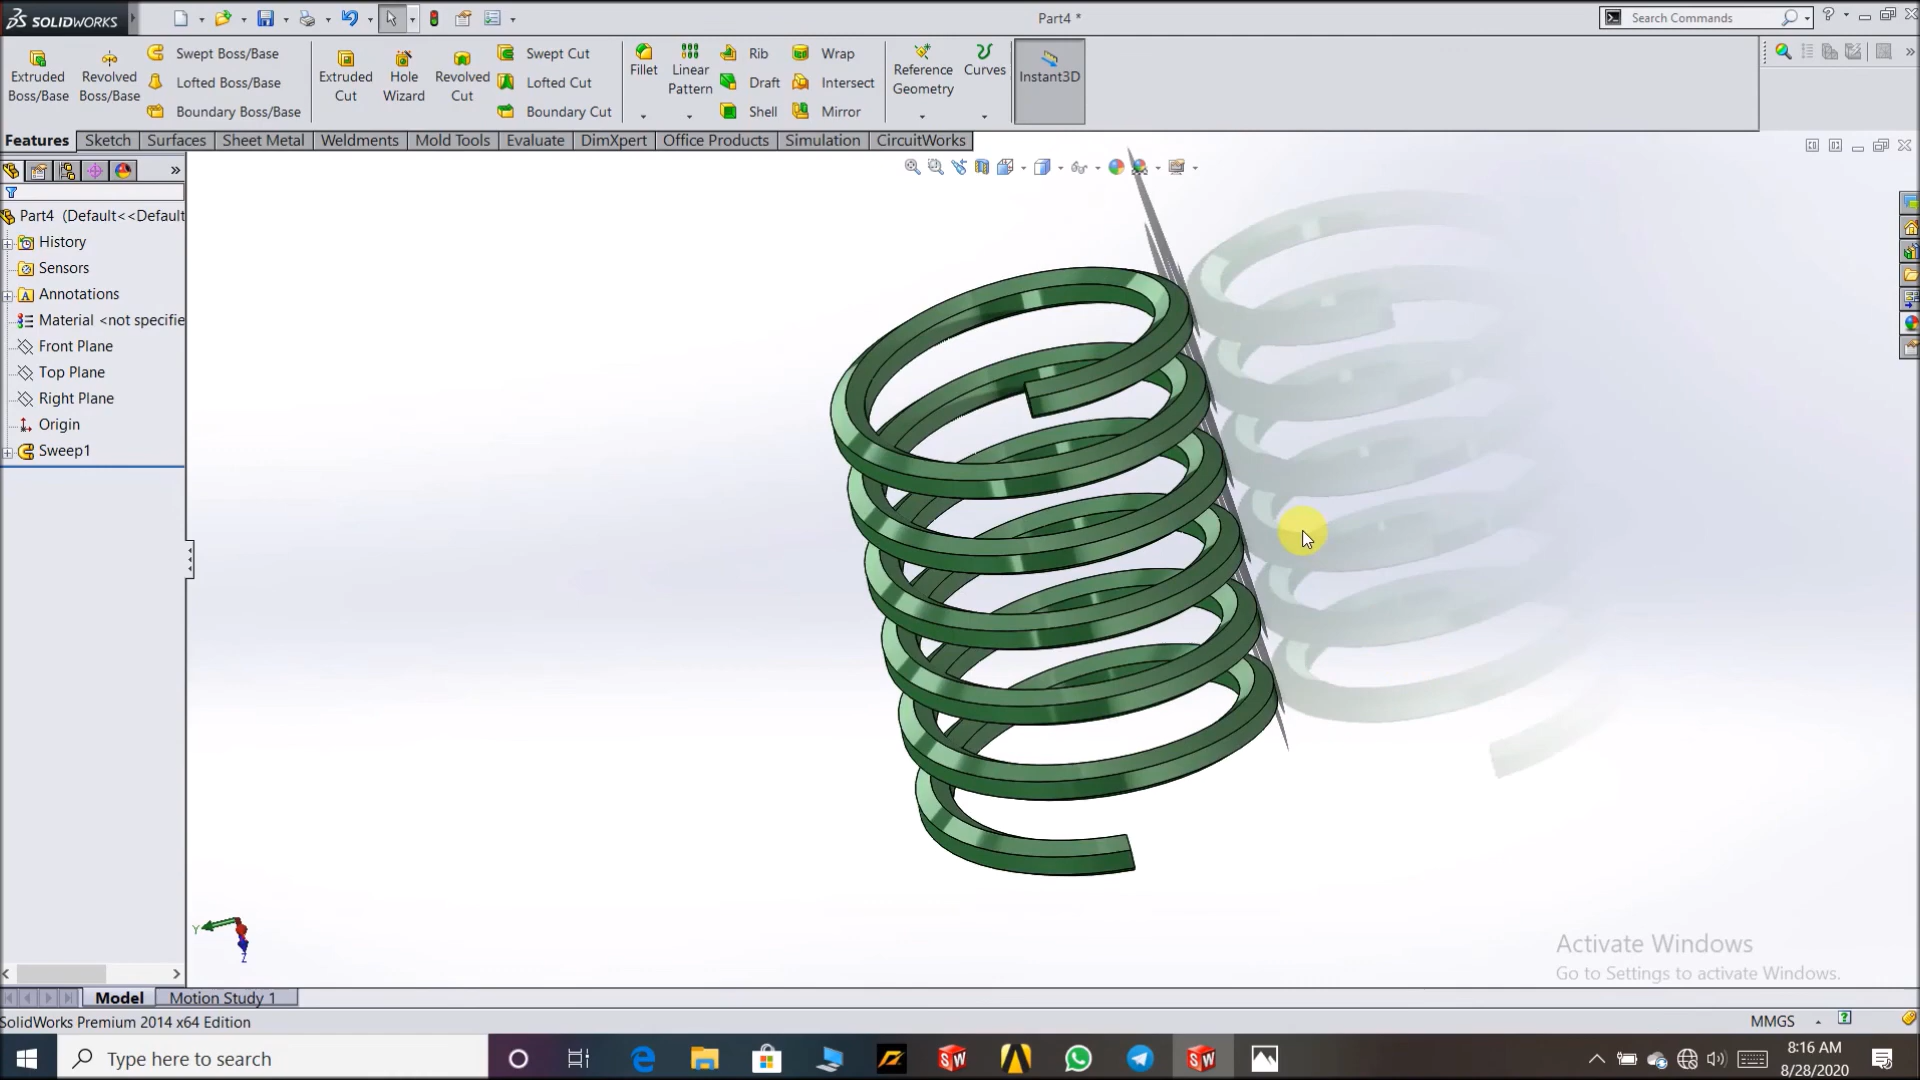 SOLIDWORKS
Part4 *
Search Commands
Extruded Boss/Base
Revolved Boss/Base
Swept Boss/Base
Lofted Boss/Base
Boundary Boss/Base
Extruded Cut
Hole Wizard
Revolved Cut
Swept Cut
Lofted Cut
Boundary Cut
Fillet
Linear Pattern
Rib
Draft
Shell
Wrap
Intersect
Mirror
Reference Geometry
Curves
Instant3D
Features
Sketch
Surfaces
Sheet Metal
Weldments
Mold Tools
Evaluate
DimXpert
Office Products
Simulation
CircuitWorks
Part4 (Default<<Default
History
Sensors
Annotations
Material <not specifie
Front Plane
Top Plane
Right Plane
Origin
Sweep1
Y
Z
Activate Windows
Go to Settings to activate Windows.
Model
Motion Study 1
SolidWorks Premium 2014 x64 Edition
MMGS
Type here to search
8:16 AM
8/28/2020